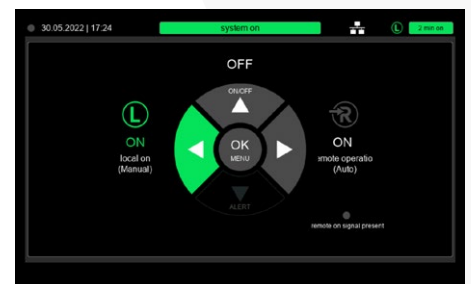 30.05.2022 | 17:24
system on
L
2 min on
OFF
ON/OFF
L
R
ON
OK
MENU
ON
local on
(Manual)
emote operatio
(Auto)
ALERT
remote on signal present